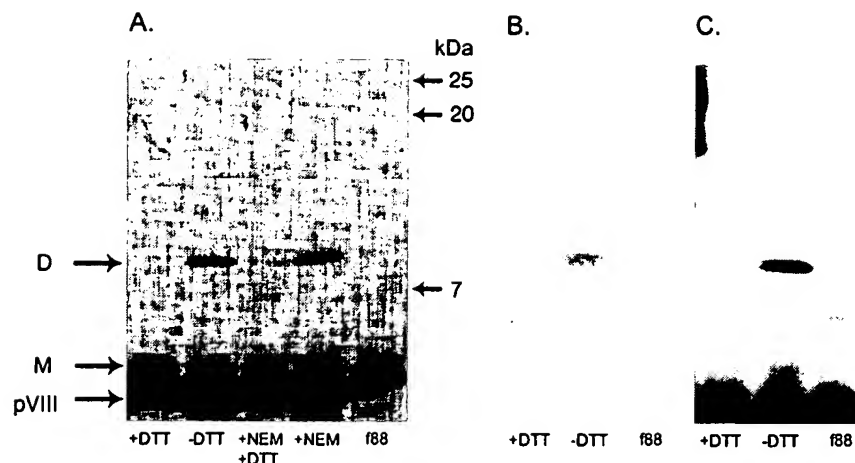 A.
kDa
25
20
D
7
M
pVIII
+DTT -DTT +NEM +NEM f88
+DTT
B.
+DTT -DTT f88
C.
+DTT -DTT f88